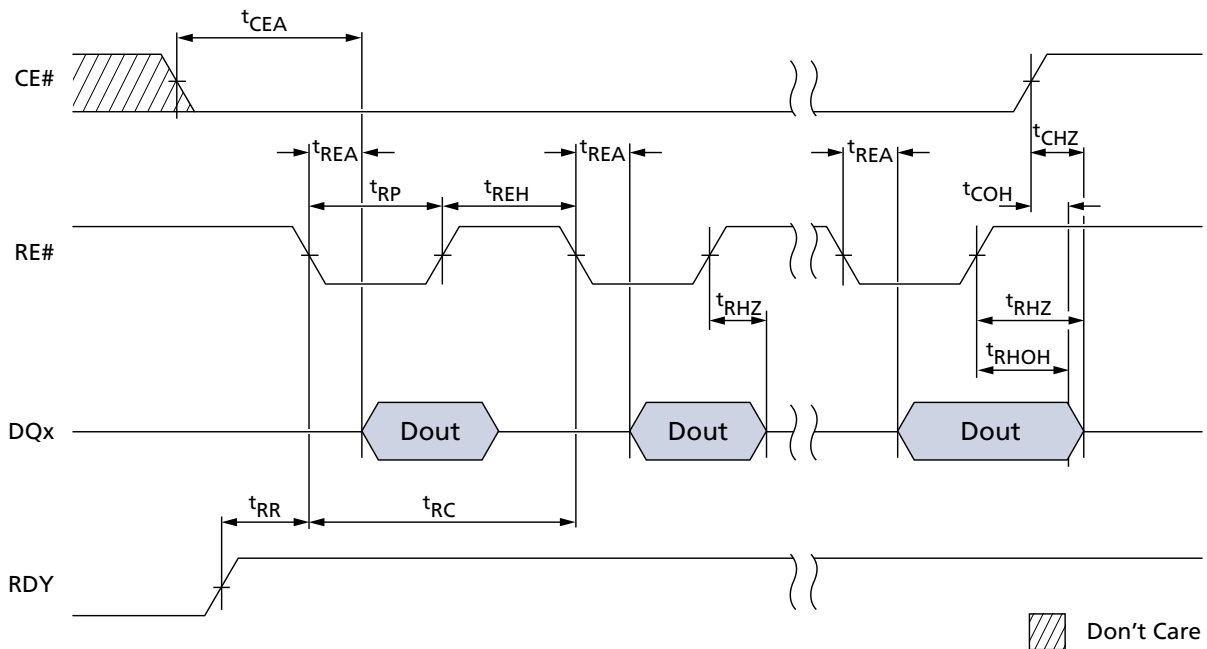 tCEA
CE#
tREA
tREA
tREA
tCHZ
tRP
tREH
tCOH
RE#
tRHZ
tRHZ
tRHOH
DQx
Dout
Dout
Dout
tRR
tRC
RDY
Don't Care